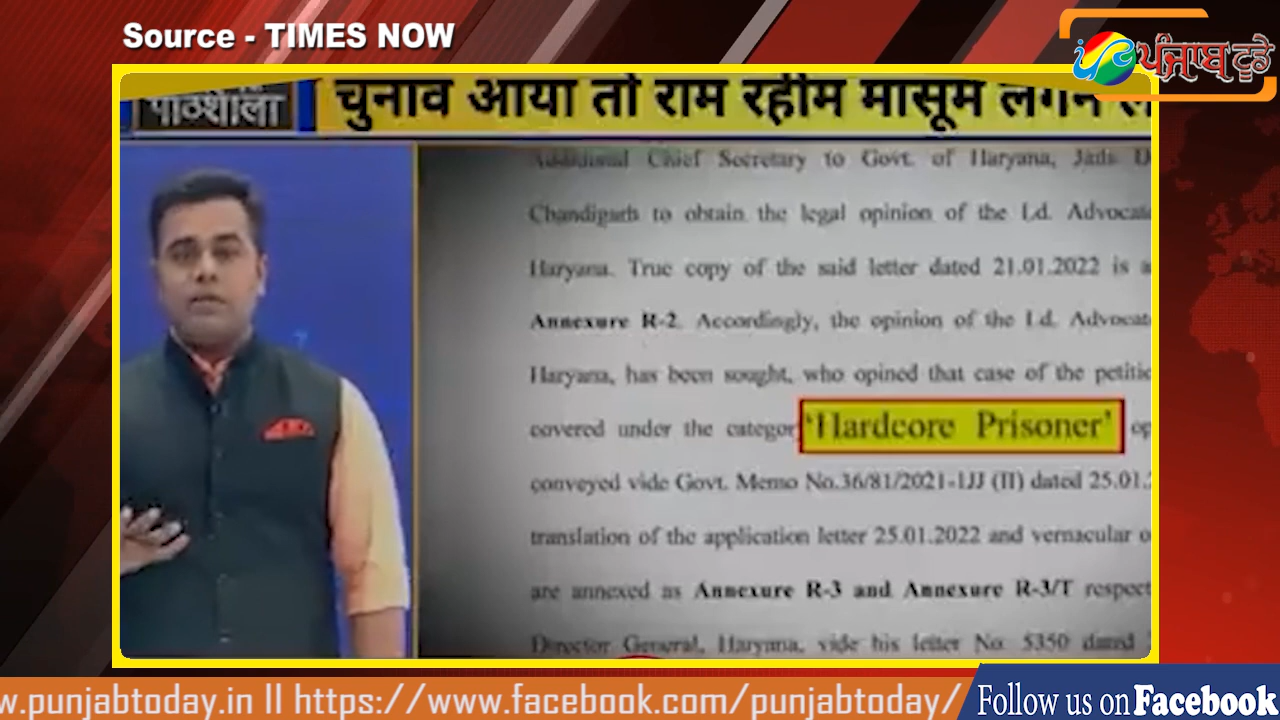 Source - TIMES NOW
ਪੰਜਾਬ ਟੂਡੇ
पाठशाला
चुनाव आया तो राम रहीम मासूम लगने
Additional Chief Secretary to Govt. of Haryana, Jails
Chandigarh to obtain the legal opinion of the Ld. Advocate
Haryana. True copy of the said letter dated 21.01.2022 is
Annexure R-2. Accordingly, the opinion of the Ld. Advocate
Haryana, has been sought, who opined that case of the
covered under the category 'Hardcore Prisoner'
conveyed vide Govt. Memo No.36/81/2021-1JJ (II) dated 25.01.
translation of the application letter 25.01.2022 and vernacular
are annexed as Annexure R-3 and Annexure R-3/T
Director General, Haryana, vide his letter No. 5350 dated
w.punjabtoday.in II https://www.facebook.com/punjabtoday/
Follow us on Facebook